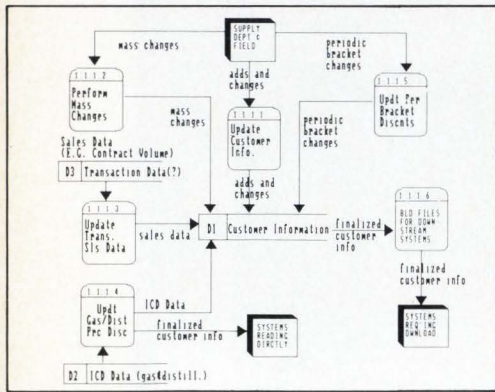 SUPPLY
DEPT &
FIELD
mass changes
periodic
bracket
changes
adds and
changes
1 1 1 2
Perform
Mass
Changes
1 1 1 5
Updt Per
Bracket
Discnts
mass
changes
1 1 1 1
Update
Customer
Info.
periodic
bracket
changes
Sales Data
(E.G. Contract Volume)
D3 Transaction Data(?)
adds and
changes
1 1 1 6
BLD FILES
FOR DOWN
STREAM
SYSTEMS
1 1 1 3
Update
Trans.
Sls Data
sales data
D1 Customer Information
finalized
customer
info
1 1 1 4
Updt
Gas/Dist
Prc Disc
ICD Data
finalized
customer info
finalized
customer info
SYSTEMS
READING
DIRCTLY
SYSTEMS
REQ'ING
DWNLOAD
D2 ICD Data (gas&distill.)